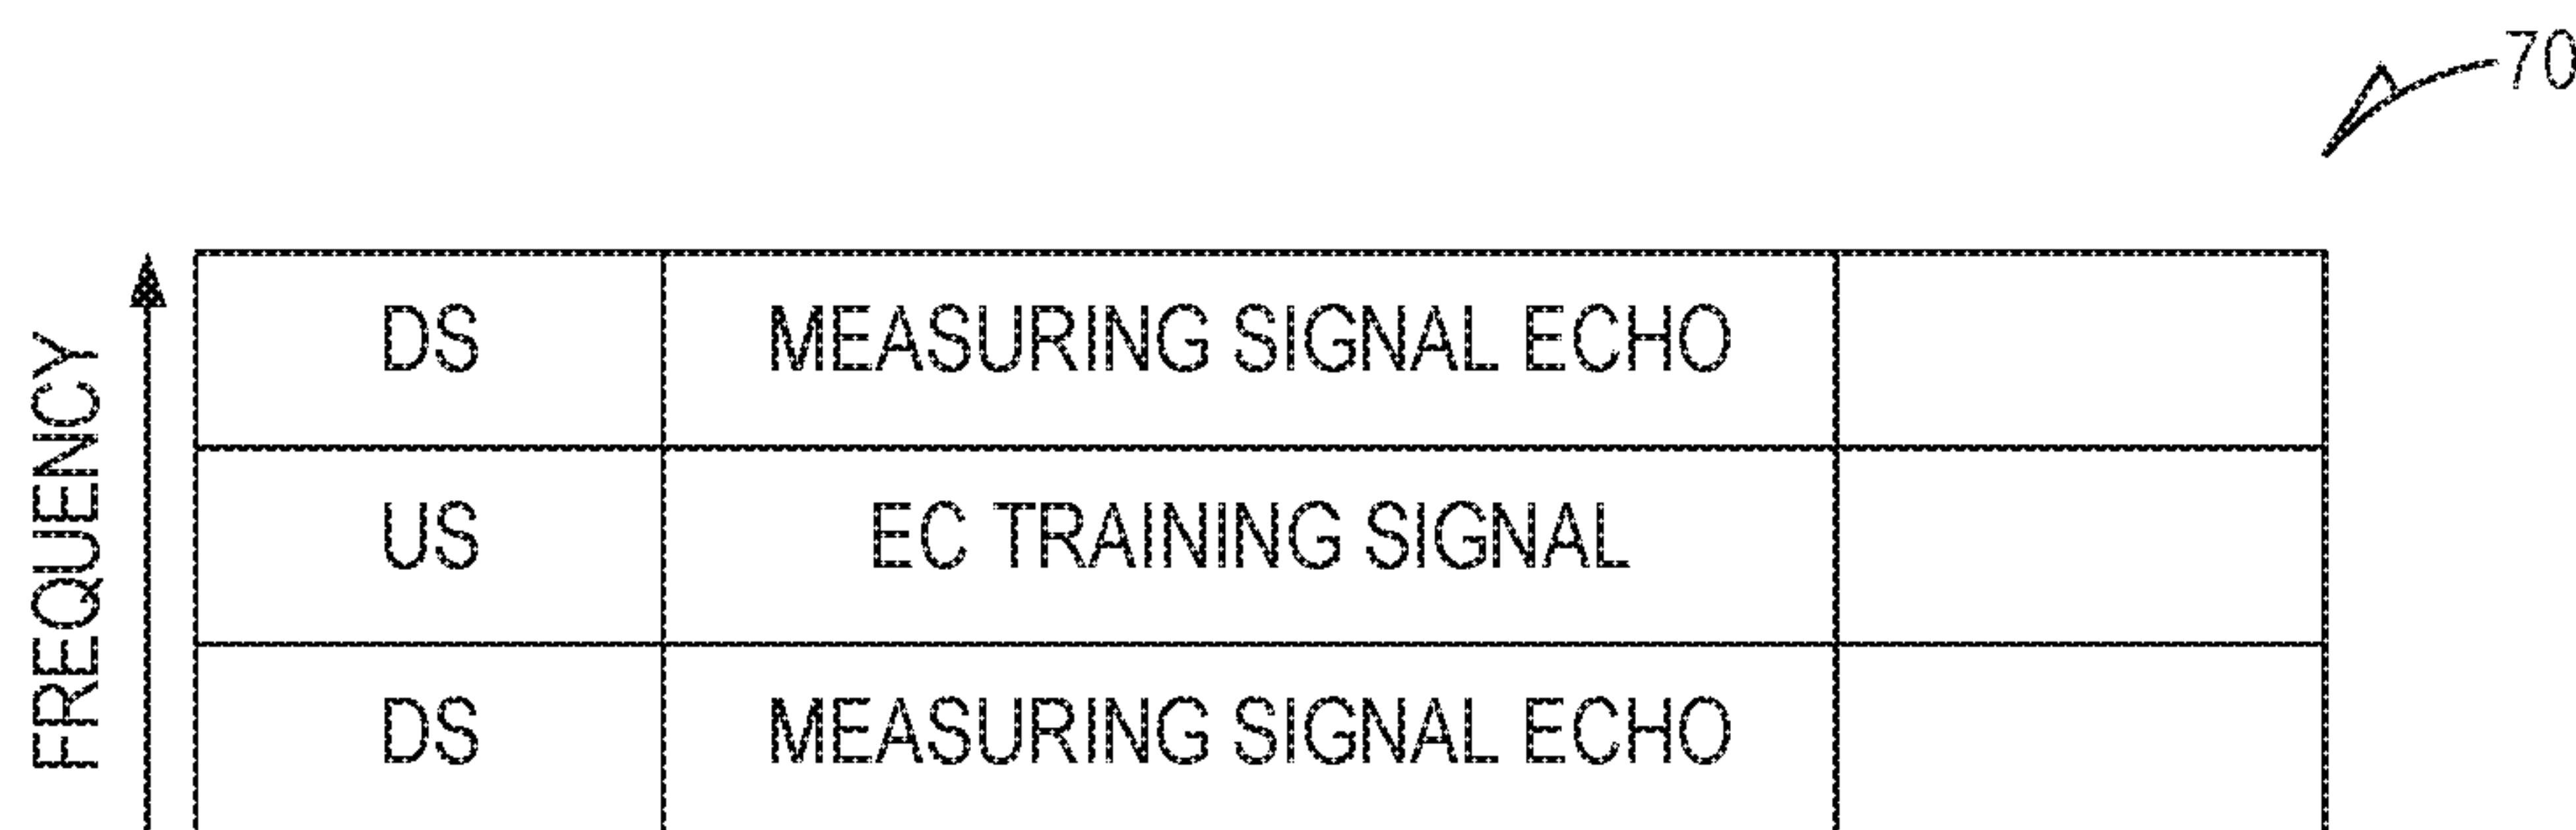 70
FREQUENCY
DS MEASURING SIGNAL ECHO
US EC TRAINING SIGNAL
DS MEASURING SIGNAL ECHO